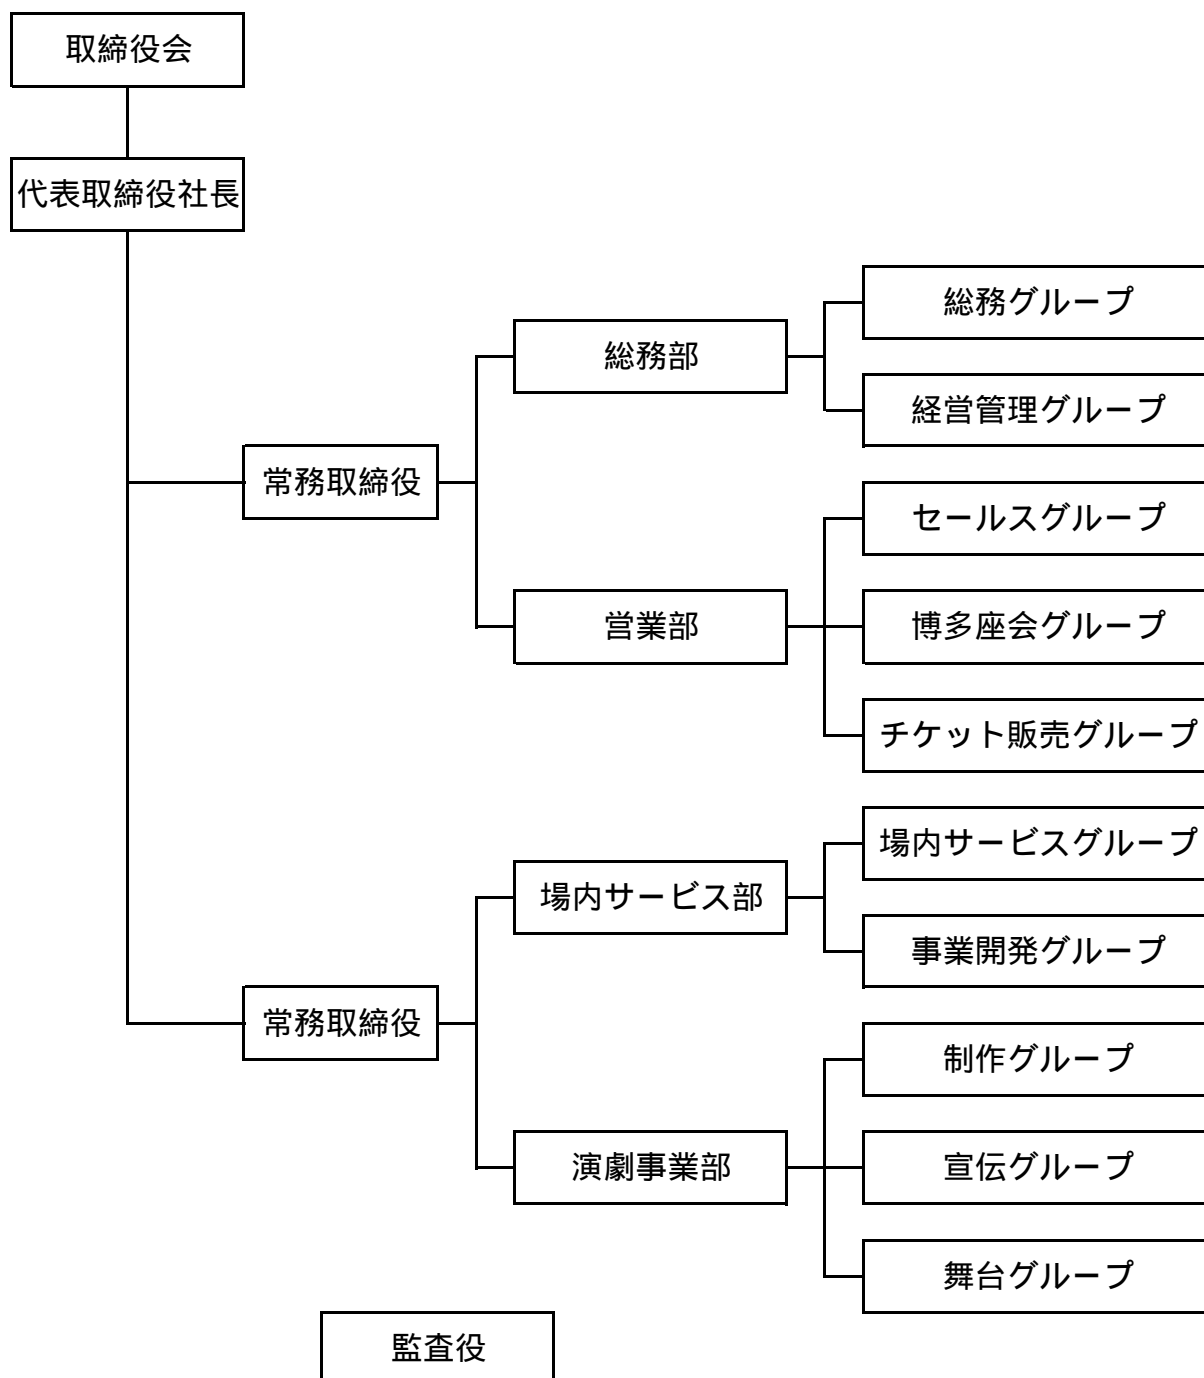 取締役会
代表取締役社長
総務グループ
総務部
経営管理グループ
常務取締役
セールスグループ
営業部
博多座会グループ
チケット販売グループ
場内サービスグループ
場内サービス部
事業開発グループ
常務取締役
制作グループ
演劇事業部
宣伝グループ
舞台グループ
監査役